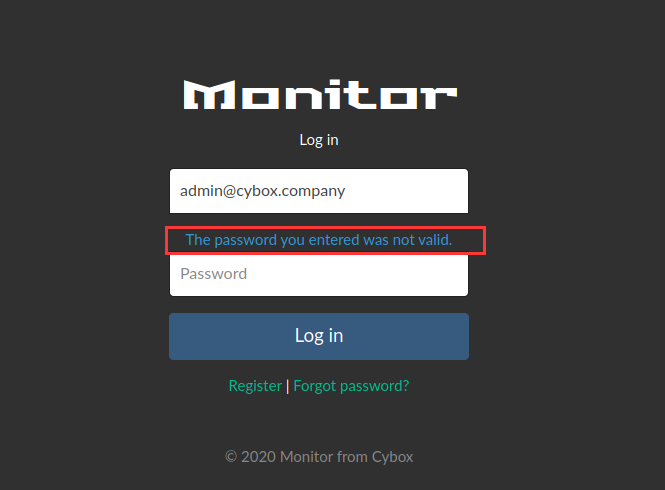 Monitor
Log in
admin@cybox.company
The password you entered was not valid.
Password
Log in
Register | Forgot password?
© 2020 Monitor from Cybox